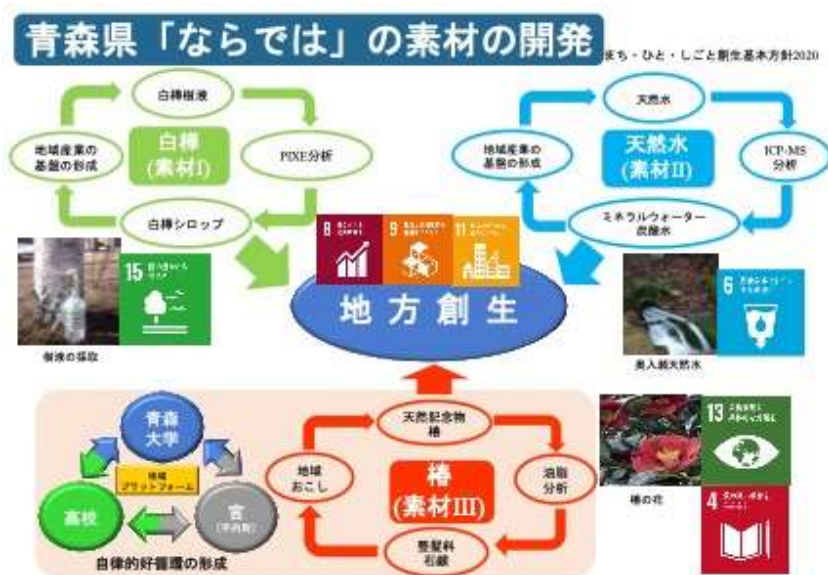 青森県「ならでは」の素材の開発
まち・ひと・しごと創生基本方針2020
白樺樹液
地域産業の
基盤の形成
白樺
(素材I)
PIXE分析
白樺シロップ
天然水
地域産業の
基盤の形成
天然水
(素材II)
ICP-MS
分析
ミネラルウォーター
炭酸水
8
9
11
15
樹液の採取
地方創生
6
奥入瀬天然水
青森
大学
地域
プラットフォーム
高校
官
自律的好循環の形成
天然記念物
椿
地域
おこし
椿
(素材III)
油脂
分析
整髪料
石鹸
椿の花
13
4